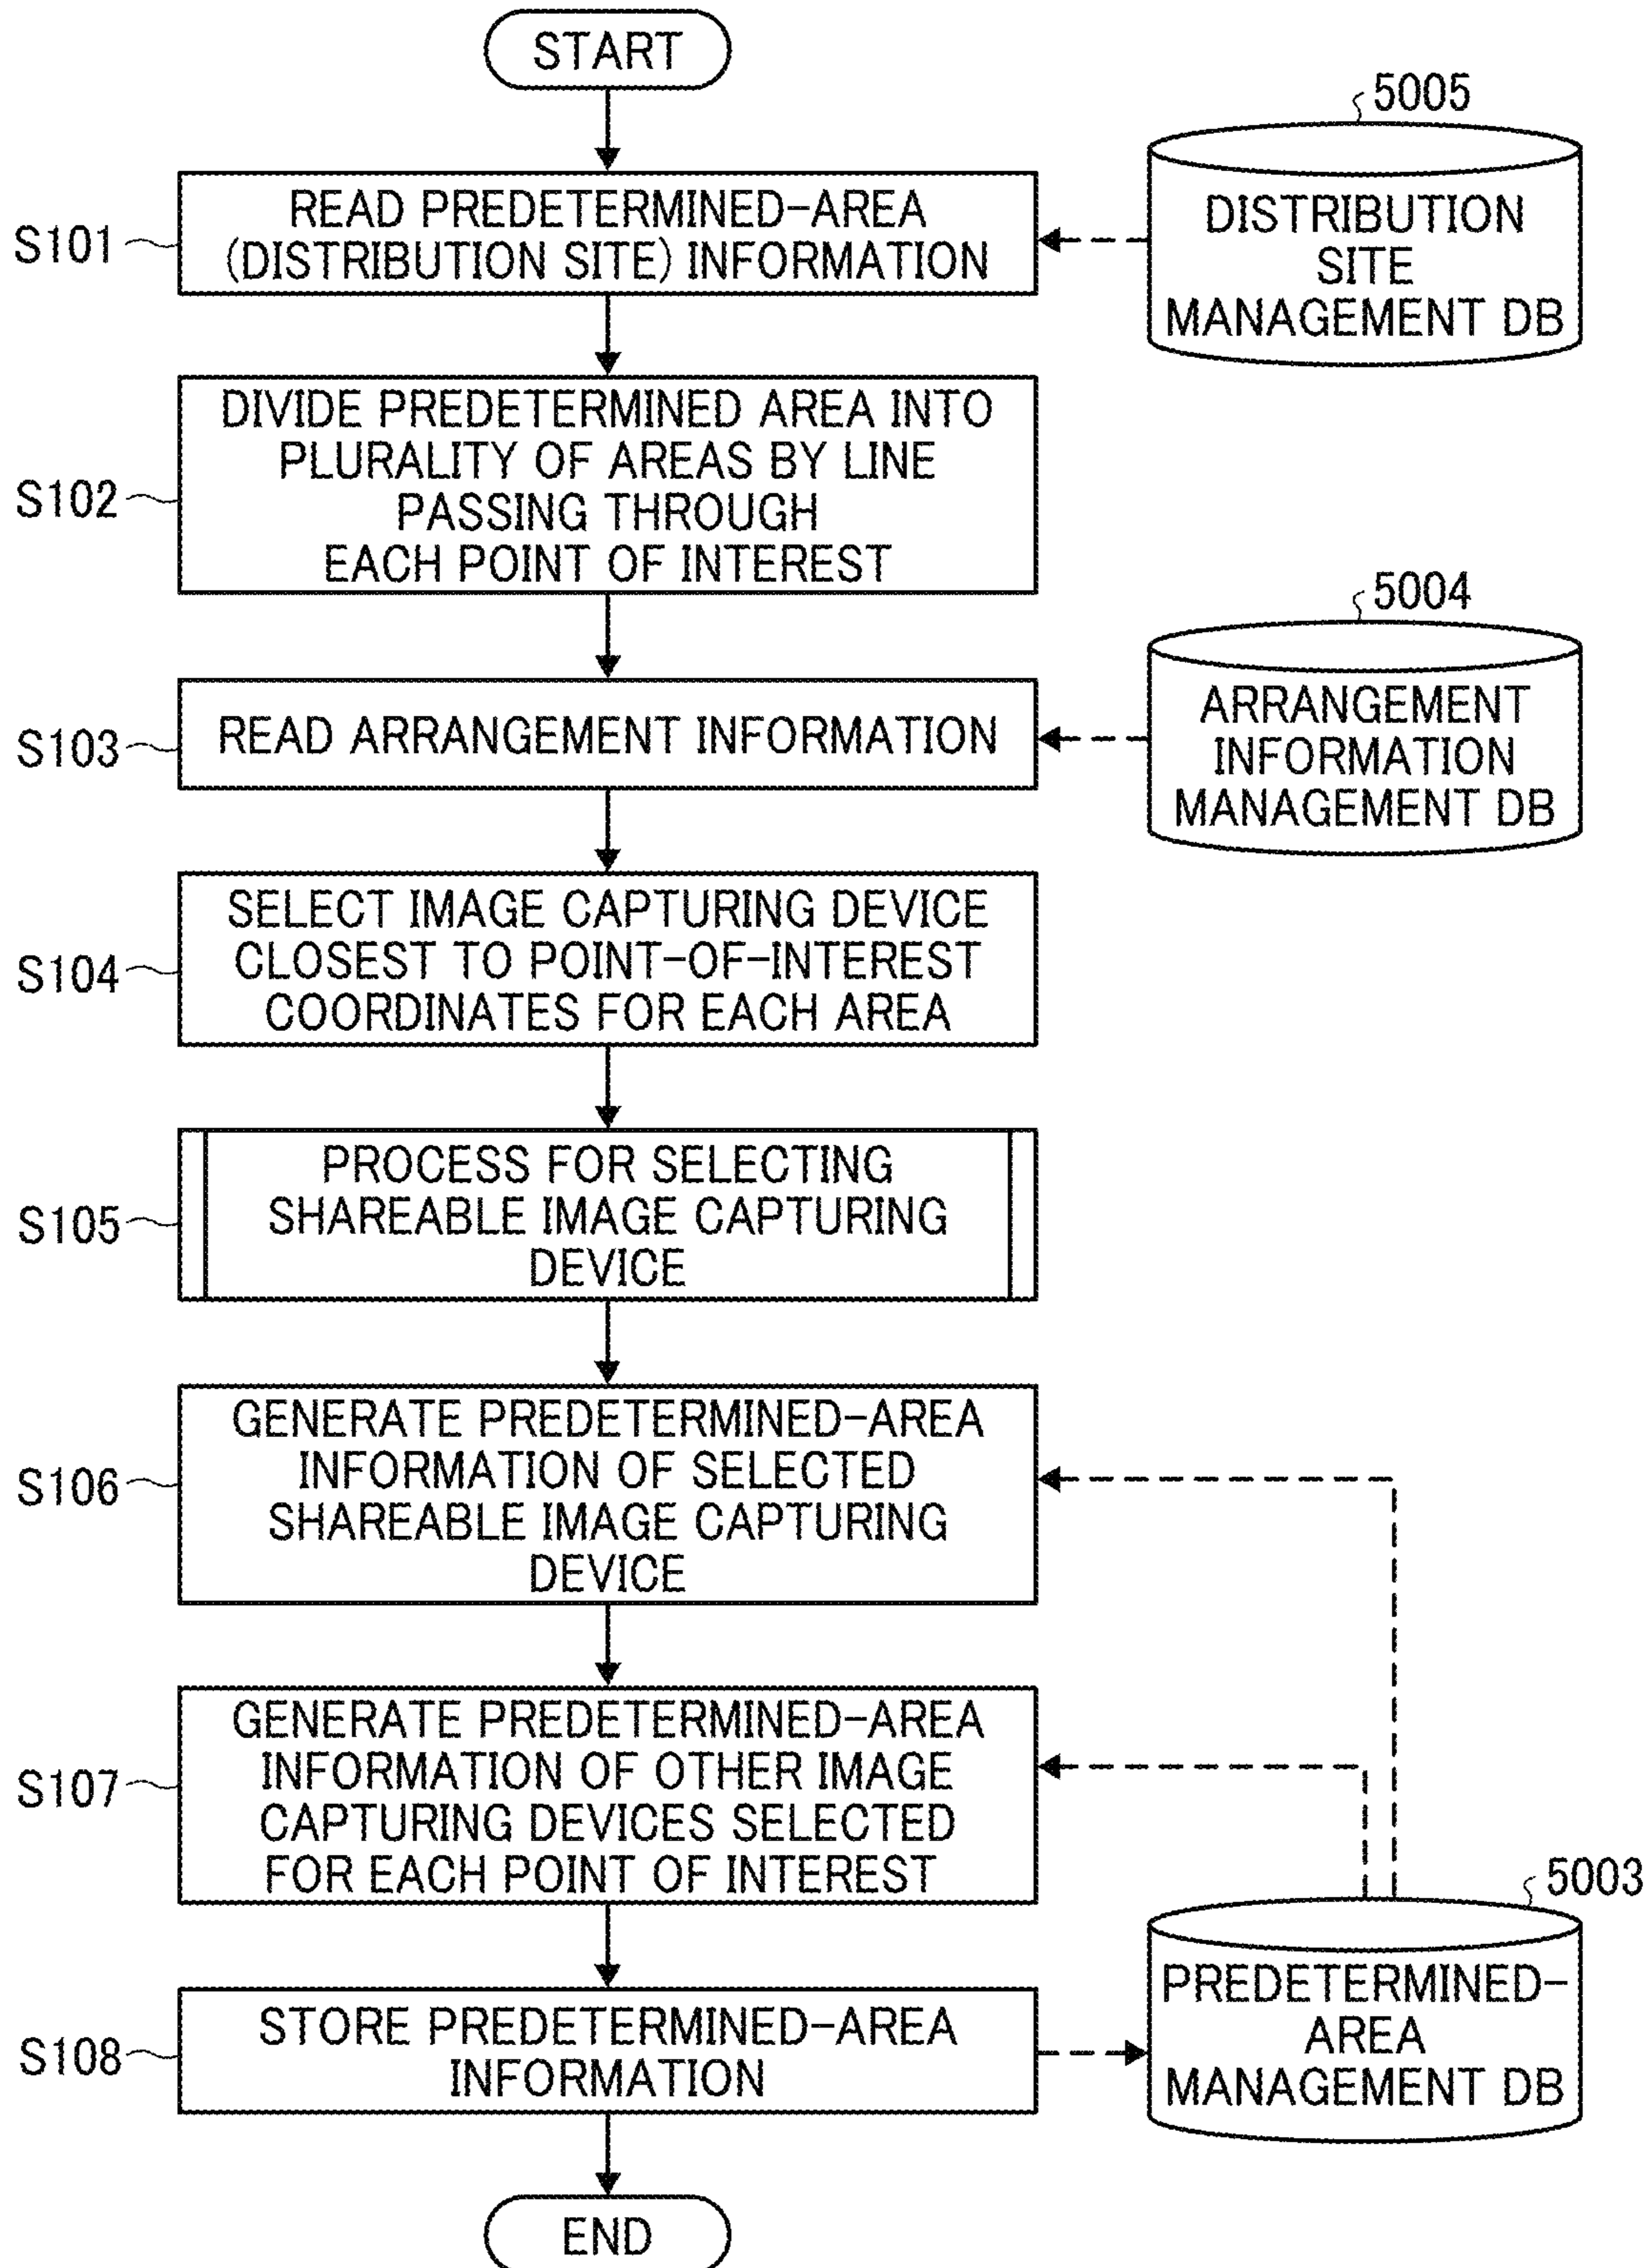 START
5005
S101
READ PREDETERMINED-AREA
(DISTRIBUTION SITE) INFORMATION
DISTRIBUTION
SITE
MANAGEMENT DB
S102
DIVIDE PREDETERMINED AREA INTO
PLURALITY OF AREAS BY LINE
PASSING THROUGH
EACH POINT OF INTEREST
5004
S103
READ ARRANGEMENT INFORMATION
ARRANGEMENT
INFORMATION
MANAGEMENT DB
S104
SELECT IMAGE CAPTURING DEVICE
CLOSEST TO POINT-OF-INTEREST
COORDINATES FOR EACH AREA
S105
PROCESS FOR SELECTING
SHAREABLE IMAGE CAPTURING
DEVICE
S106
GENERATE PREDETERMINED-AREA
INFORMATION OF SELECTED
SHAREABLE IMAGE CAPTURING
DEVICE
S107
GENERATE PREDETERMINED-AREA
INFORMATION OF OTHER IMAGE
CAPTURING DEVICES SELECTED
FOR EACH POINT OF INTEREST
5003
S108
STORE PREDETERMINED-AREA
INFORMATION
PREDETERMINED-
AREA
MANAGEMENT DB
END